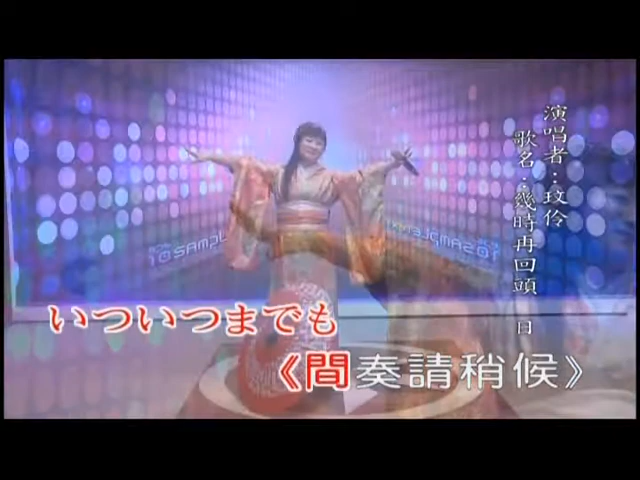 演唱者：玟伶
歌名：幾時再回頭 日
いついつまでも
《間奏請稍候》